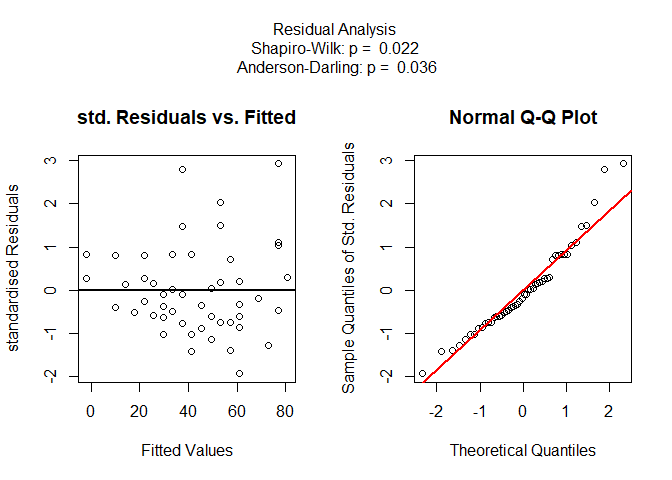 Residual Analysis
Shapiro-Wilk: p = 0.022
Anderson-Darling: p = 0.036
std. Residuals vs. Fitted
standardised Residuals
3
2
1
0
-1
-2
0 20 40 60 80
Fitted Values
Normal Q-Q Plot
Sample Quantiles of Std. Residuals
3
2
1
0
-1
-2
-2 -1 0 1 2
Theoretical Quantiles